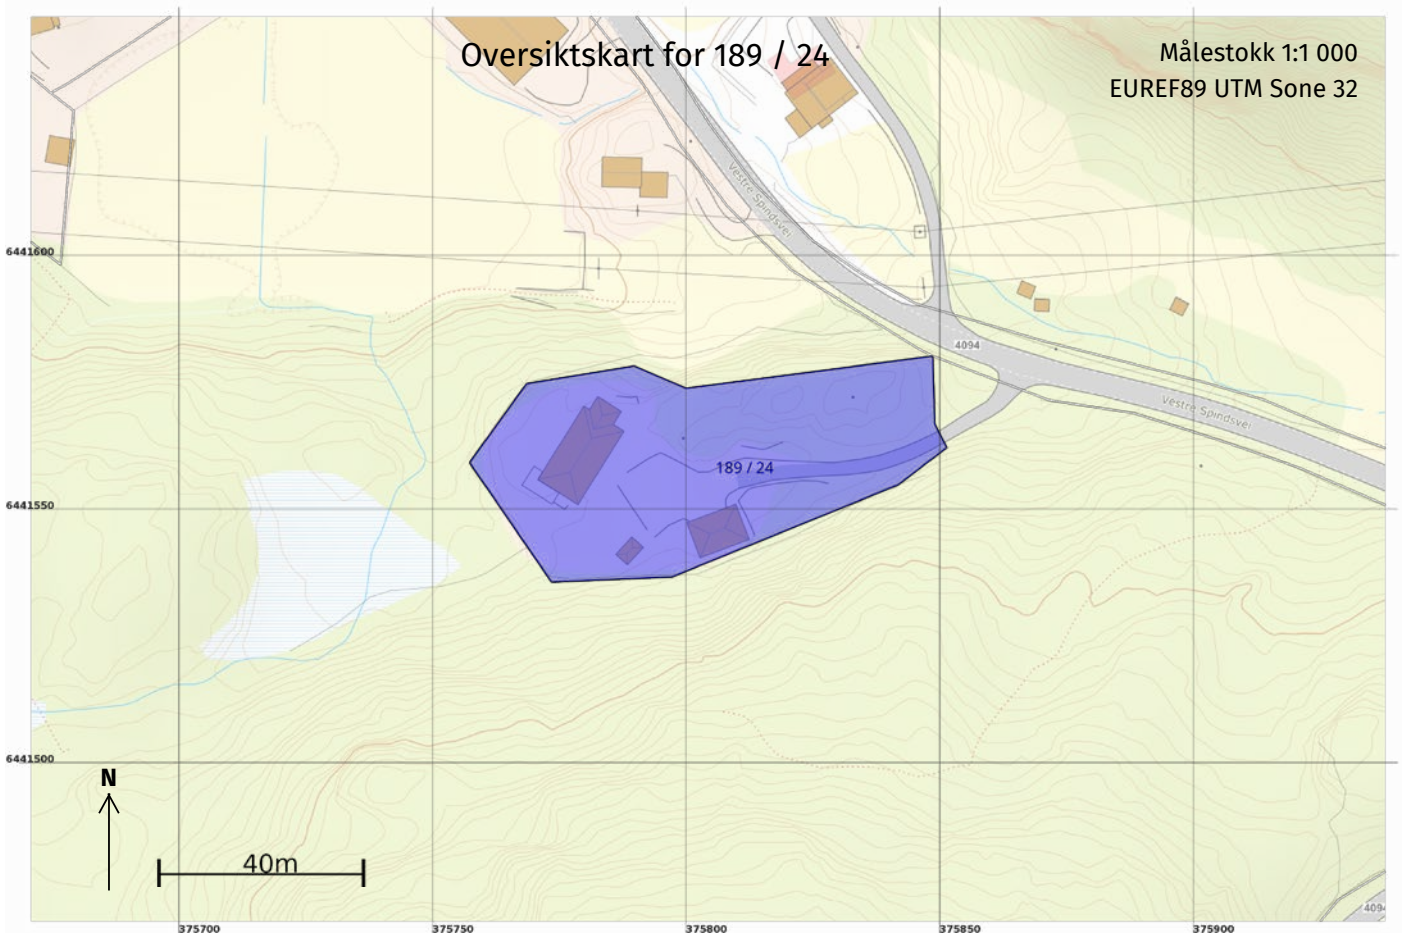 Oversiktskart for 189 / 24
Målestokk 1:1 000
EUREF89 UTM Sone 32
Vestre Spindsvei
6441600
4094
Vestre Spindsvei
189 / 24
6441550
6441500
N
40m
4094
375700
375750
375800
375850
375900